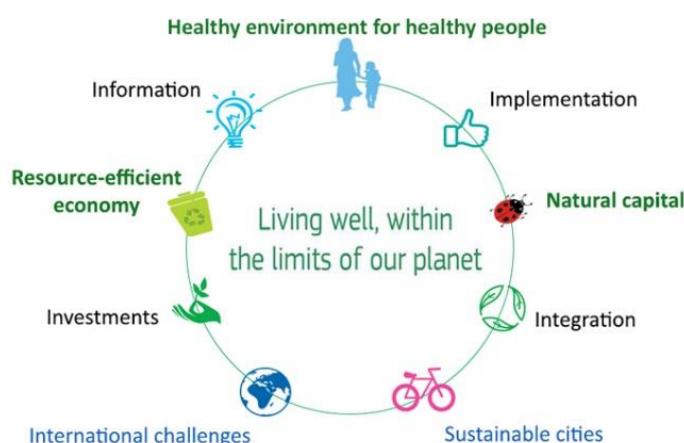 Healthy environment for healthy people
Information
Implementation
Resource-efficient
economy
Natural capital
Living well, within
the limits of our planet
Investments
Integration
International challenges
Sustainable cities